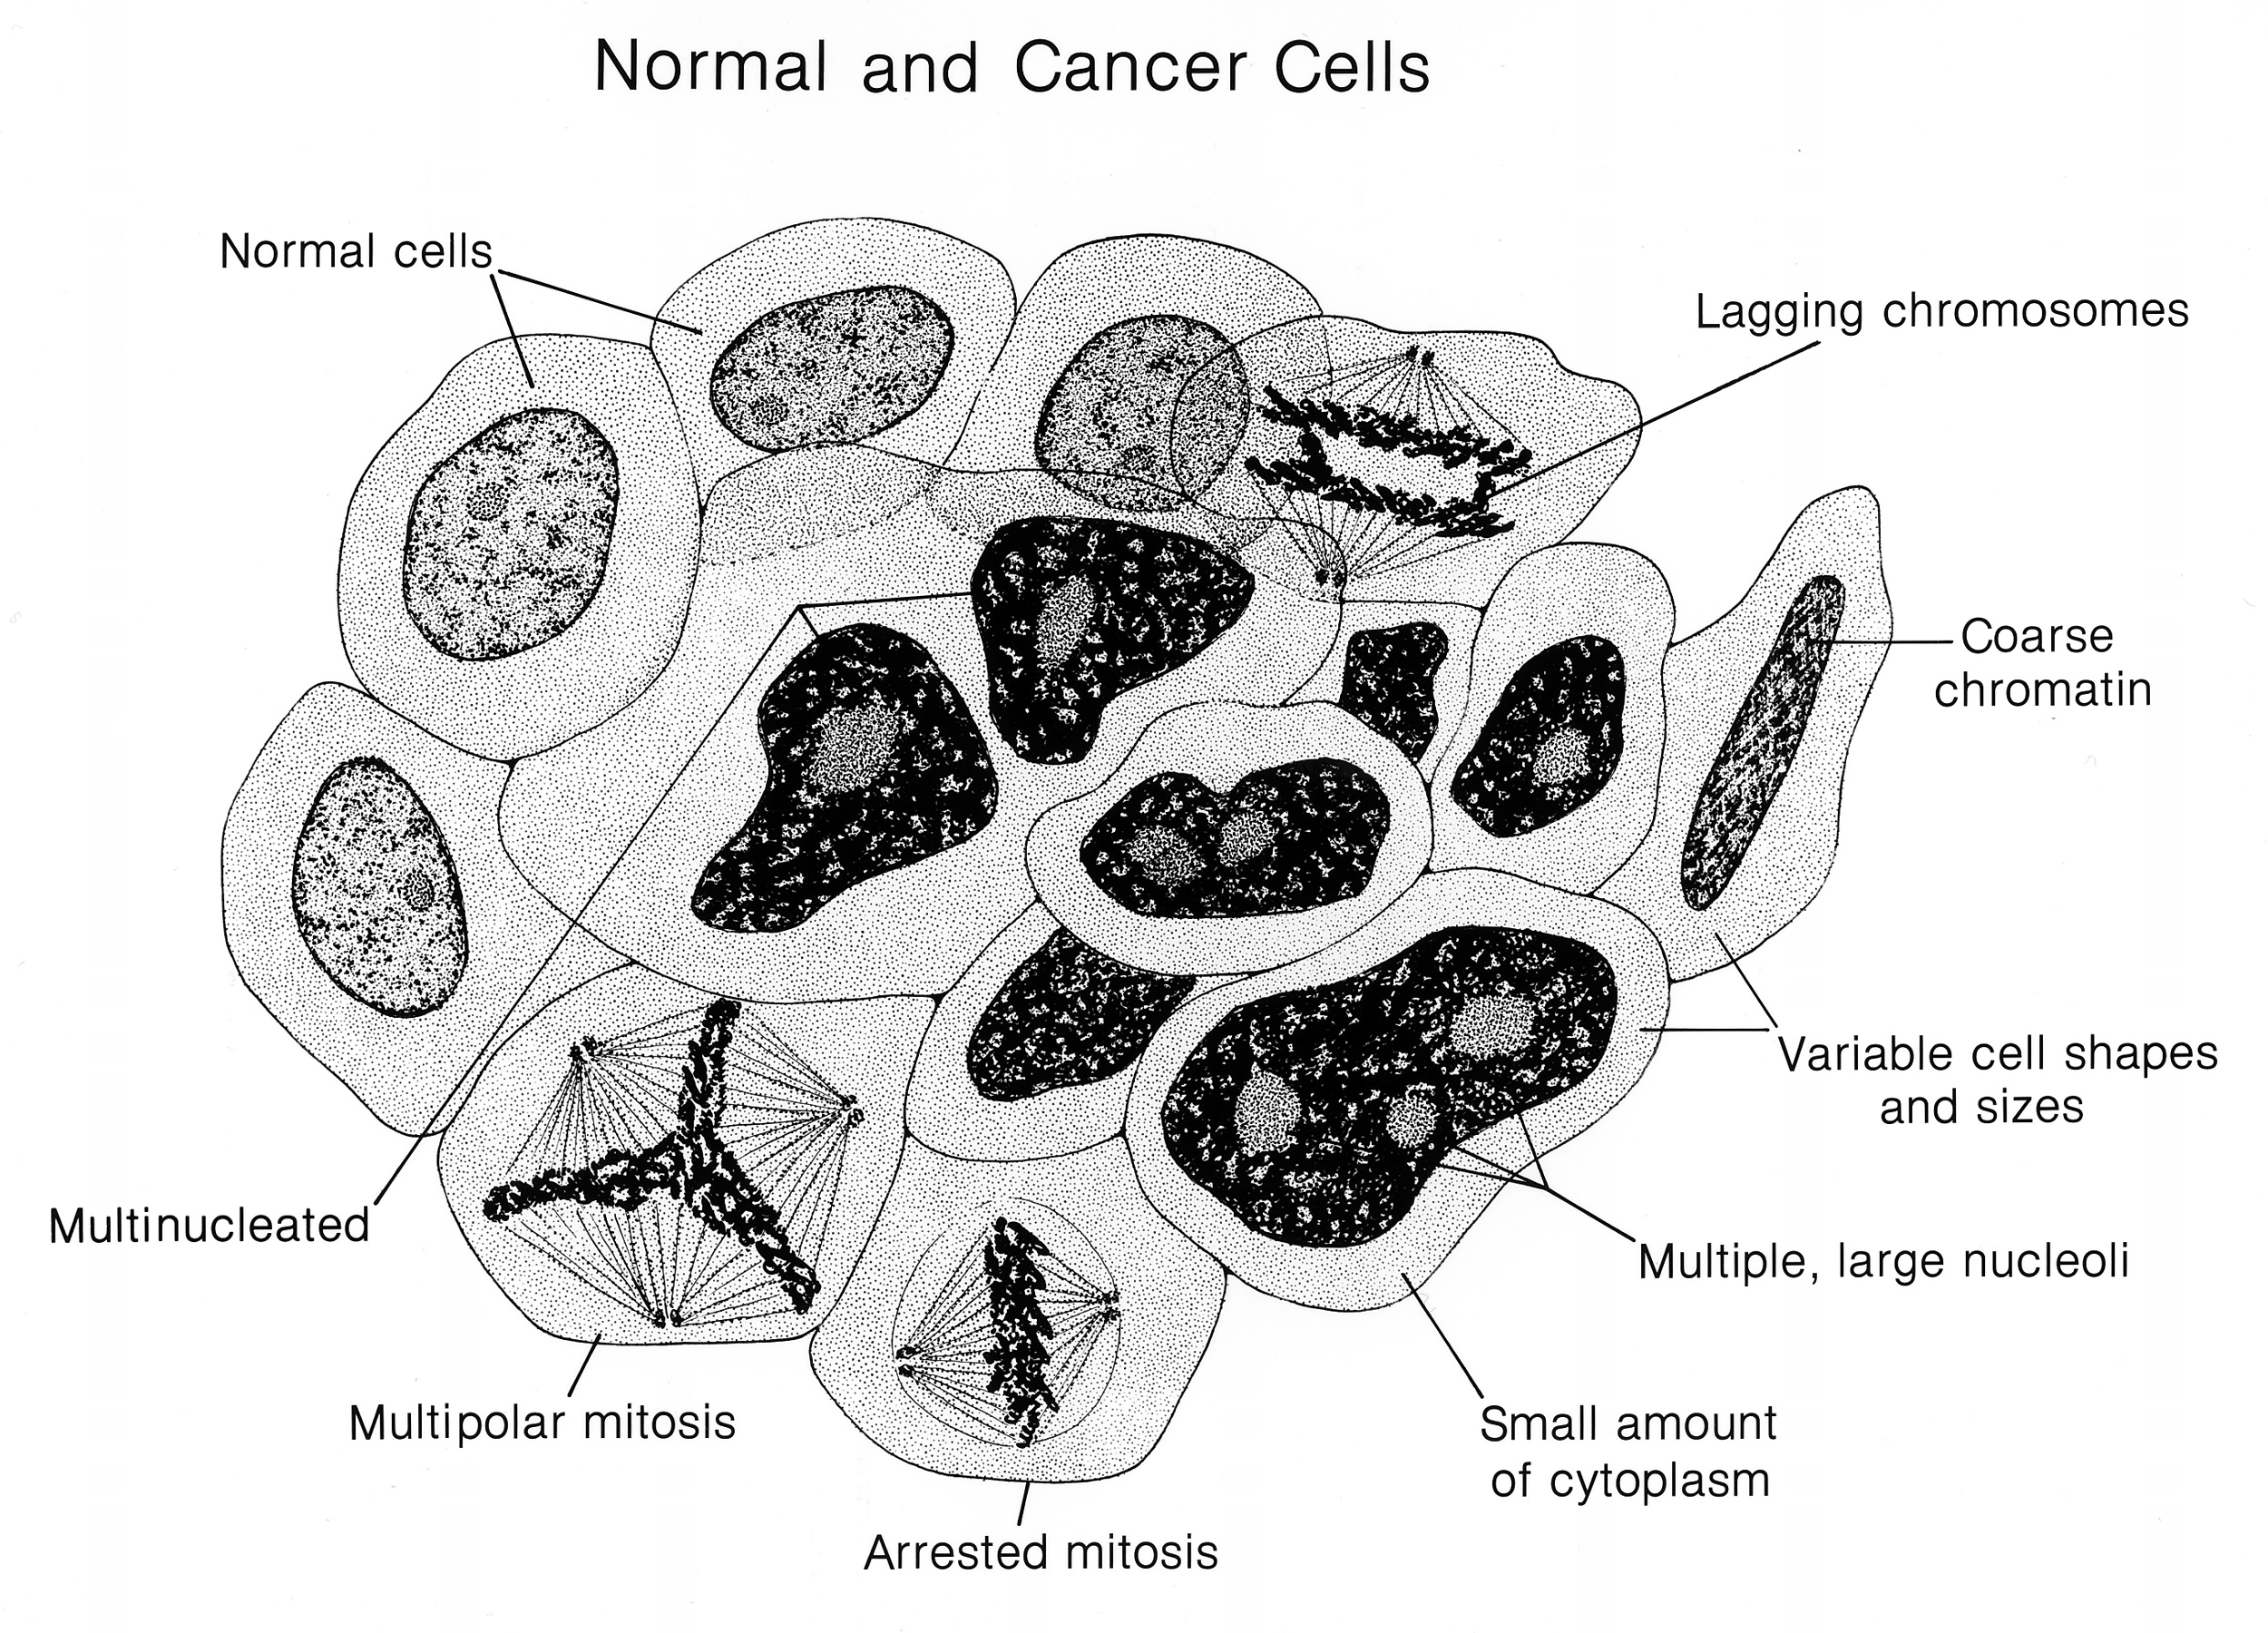 Normal and Cancer Cells
Normal cells
Lagging chromosomes
Coarse
chromatin
Variable cell shapes
and sizes
Multinucleated
Multiple, large nucleoli
Multipolar mitosis
Small amount
of cytoplasm
Arrested mitosis